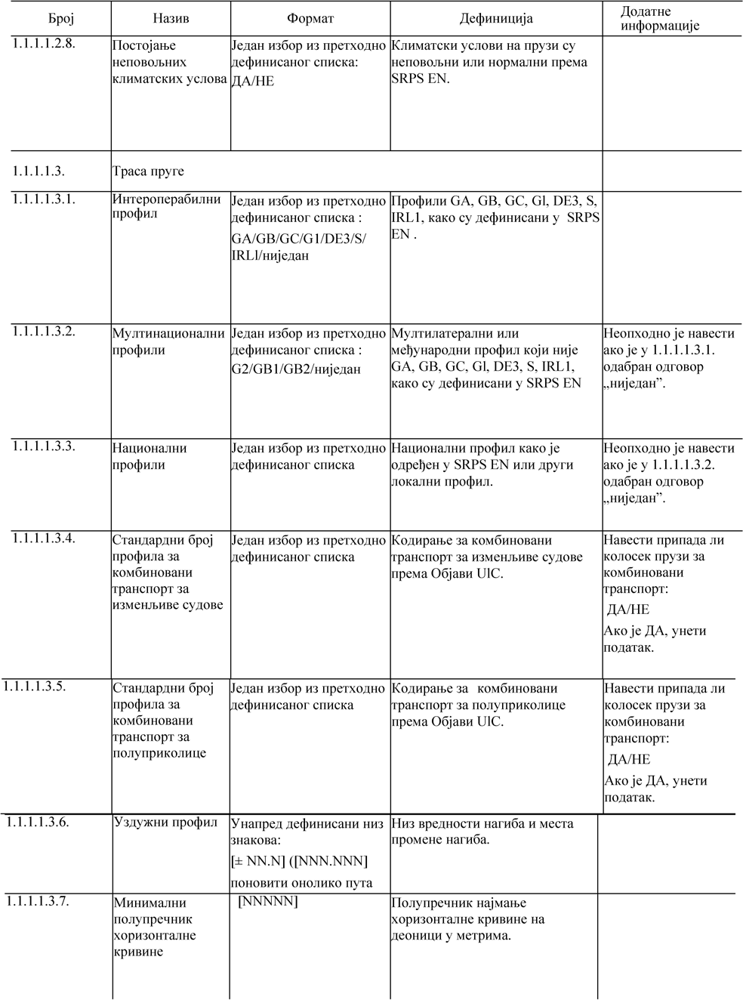 Број
Назив
Формат
Дефиниција
Додатне
информације
1.1.1.1.2.8.
Постојање
неповољних
климатских услова
Један избор из претходно
дефинисаног списка:
ДА/НЕ
Климатски услови на прузи су
неповољни или нормални према
SRPS EN.
1.1.1.1.3.
Траса пруге
1.1.1.1.3.1.
Интероперабилни
профил
Један избор из претходно
дефинисаног списка :
GA/GB/GC/G1/DE3/S/
IRLl/ниједан
Профили GA, GB, GC, Gl, DE3, S,
IRL1, како су дефинисани у SRPS
EN .
1.1.1.1.3.2.
Мултинационални
профили
Један избор из претходно
дефинисаног списка :
G2/GB1/GB2/ниједан
Мултилатерални или
међународни профил који није
GA, GB, GC, Gl, DE3, S, IRL1,
како су дефинисани у SRPS EN
Неопходно је навести
ако је у 1.1.1.1.3.1.
одабран одговор
„ниједан”.
1.1.1.1.3.3.
Национални
профили
Један избор из претходно
дефинисаног списка
Национални профил како је
одређен у SRPS EN или други
локални профил.
Неопходно је навести
ако је у 1.1.1.1.3.2.
одабран одговор
„ниједан”.
1.1.1.1.3.4.
Стандардни број
профила за
комбиновани
транспорт за
изменљиве судове
Један избор из претходно
дефинисаног списка
Кодирање за комбиновани
транспорт за изменљиве судове
према Објави UlC.
Навести припада ли
колосек прузи за
комбиновани
транспорт:
ДА/НЕ
Ако је ДА, унети
податак.
1.1.1.1.3.5.
Стандардни број
профила за
комбиновани
транспорт за
полуприколице
Један избор из претходно
дефинисаног списка
Кодирање за комбиновани
транспорт за полуприколице
према Објави UlC.
Навести припада ли
колосек прузи за
комбиновани
транспорт:
ДА/НЕ
Ако је ДА, унети
податак.
1.1.1.1.3.6.
Уздужни профил
Унапред дефинисани низ
знакова:
[± NN.N] ([NNN.NNN]
поновити онолико пута
Низ вредности нагиба и места
промене нагиба.
1.1.1.1.3.7.
Минимални
полупречник
хоризонталне
кривине
[NNNNN]
Полупречник најмање
хоризонталне кривине на
деоници у метрима.